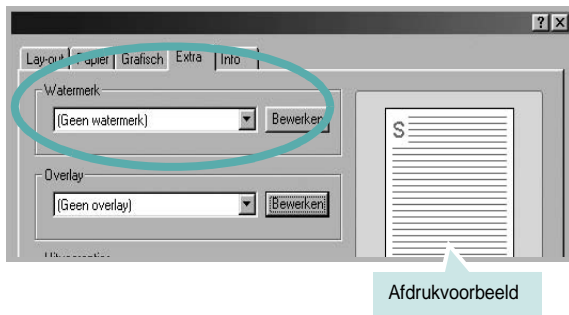 ? ×
Lay-out Papier Grafisch Extra Info
Watermerk
(Geen watermerk) Bewerken
S
Overlay
(Geen overlay) Bewerken
Afdrukvoorbeeld